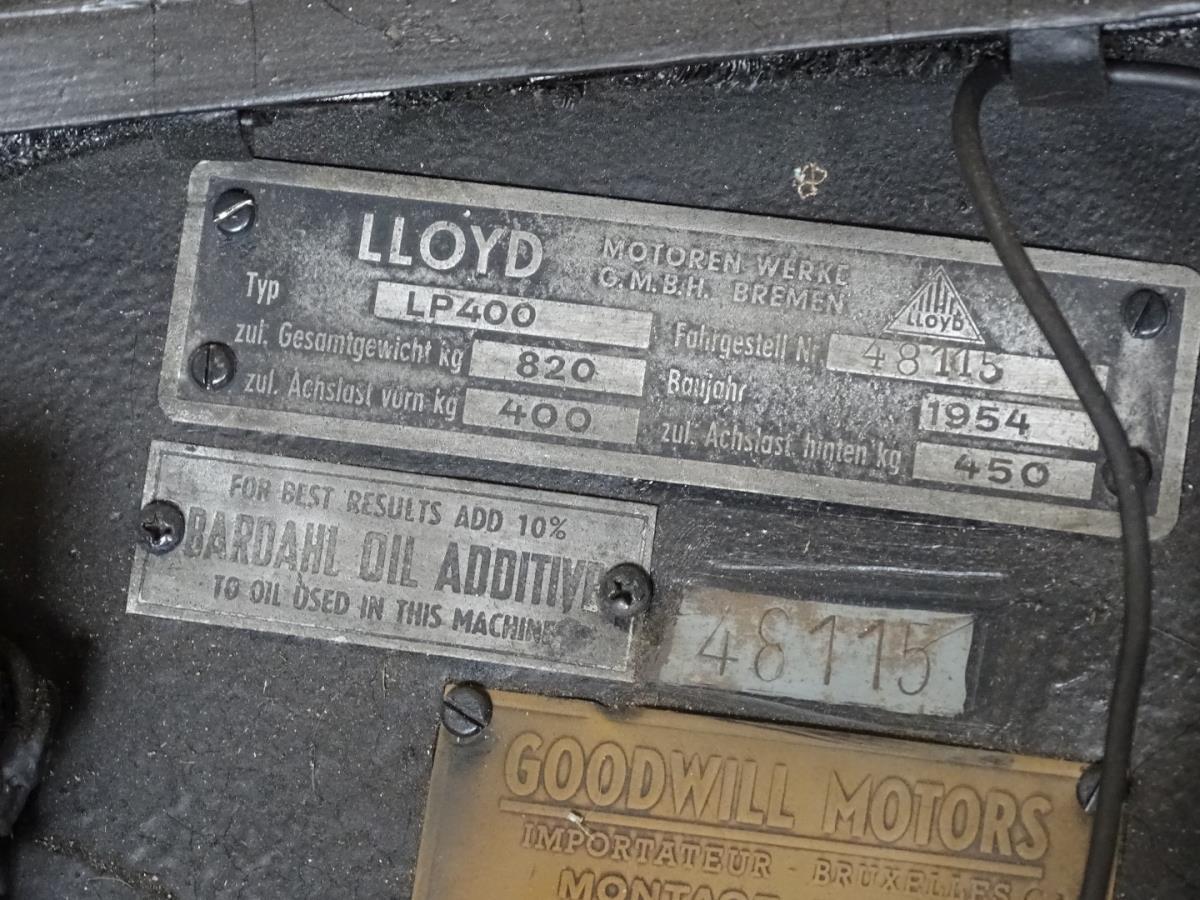 LLOYD
MOTOREN WERKE
G.M.B.H. BREMEN
LLOYD
Typ LP400
Fahrgestell Nr. 48115
zul. Gesamtgewicht kg 820
Baujahr 1954
zul. Achslast vorn kg 400
zul. Achslast hinten kg 450
FOR BEST RESULTS ADD 10%
BARDAHL OIL ADDITIVE
TO OIL USED IN THIS MACHINE
48115
GOODWILL MOTORS
IMPORTATEUR - BRUXELLES
MONTAGE